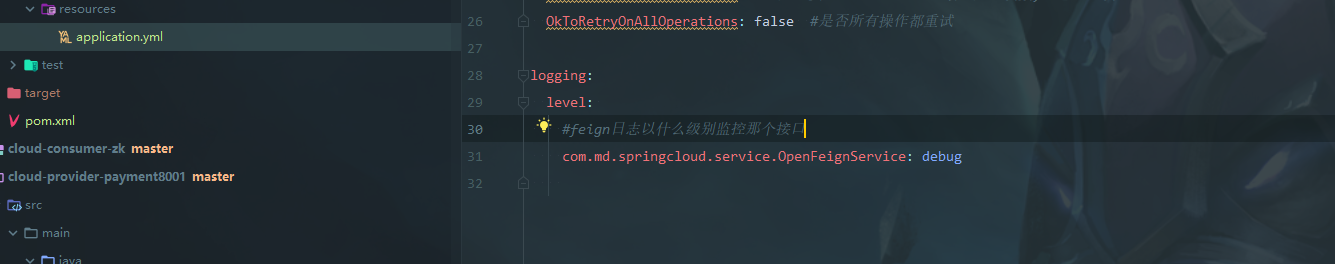 resources
application.yml
test
target
pom.xml
cloud-consumer-zk master
cloud-provider-payment8001 master
src
main
java
26 OkToRetryOnAllOperations: false #是否所有操作都重试
27
28 logging:
29 level:
30 #feign日志以什么级别监控那个接口
31 com.md.springcloud.service.OpenFeignService: debug
32